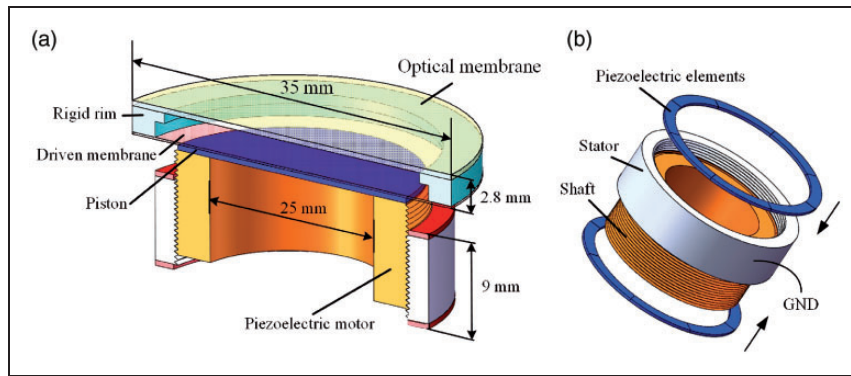 (a)
35 mm
Optical membrane
Rigid rim
Driven membrane
Piston
25 mm
2.8 mm
9 mm
Piezoelectric motor
(b)
Piezoelectric elements
Stator
Shaft
GND